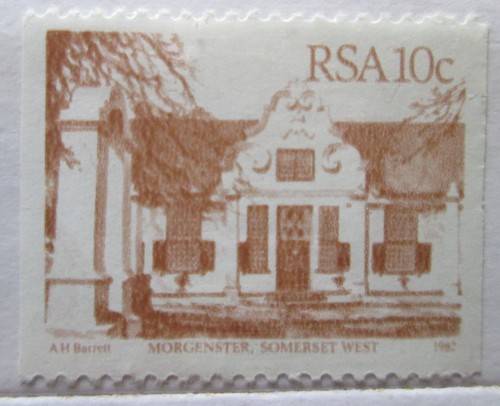 RSA 10c
A H Barrett
MORGENSTER, SOMERSET WEST
1982